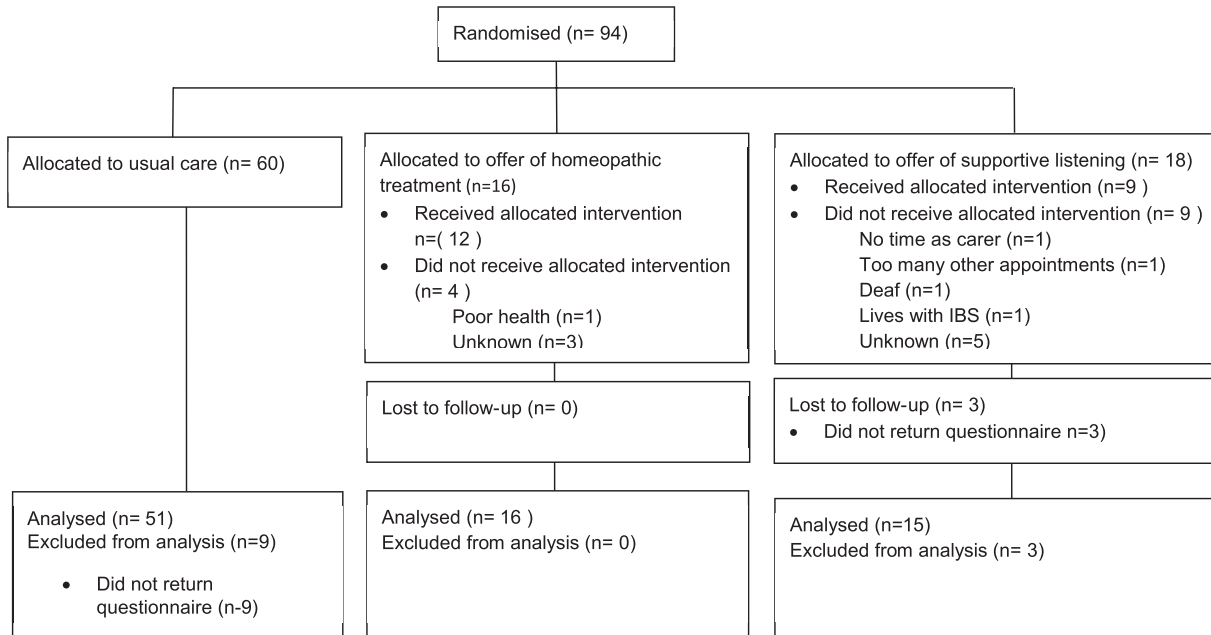 Randomised (n= 94)
Allocated to usual care (n= 60)
Allocated to offer of homeopathic
treatment (n=16)
• Received allocated intervention
n=( 12 )
• Did not receive allocated intervention
(n= 4 )
Poor health (n=1)
Unknown (n=3)
Allocated to offer of supportive listening (n= 18)
• Received allocated intervention (n=9 )
• Did not receive allocated intervention (n= 9 )
No time as carer (n=1)
Too many other appointments (n=1)
Deaf (n=1)
Lives with IBS (n=1)
Unknown (n=5)
Lost to follow-up (n= 0)
Lost to follow-up (n= 3)
• Did not return questionnaire n=3)
Analysed (n= 51)
Excluded from analysis (n=9)
• Did not return
questionnaire (n-9)
Analysed (n= 16 )
Excluded from analysis (n= 0)
Analysed (n=15)
Excluded from analysis (n= 3)